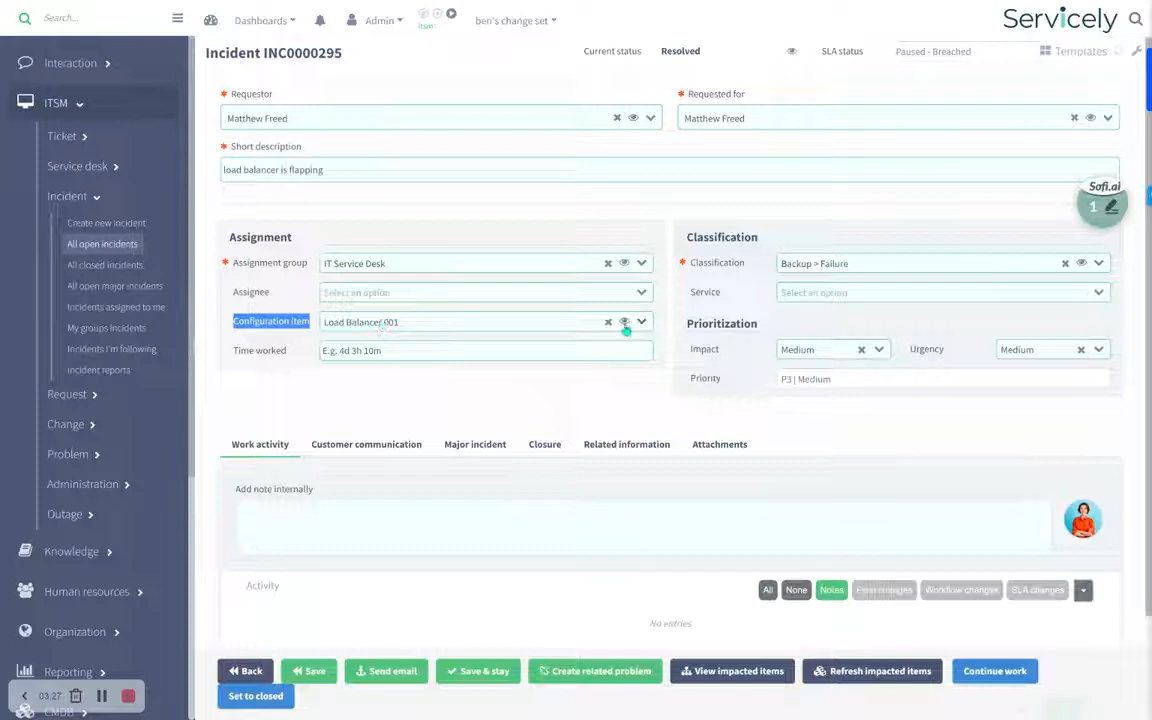 Search...
Dashboards
Admin
itsm
ben's change set
Servicely
Interaction
ITSM
Ticket
Service desk
Incident
Create new incident
All open incidents
All closed incidents
All open major incidents
Incidents assigned to me
My groups incidents
Incidents I'm following
Incident reports
Request
Change
Problem
Administration
Outage
Knowledge
Human resources
Organization
Reporting
CMDB
03:27
Incident INC0000295
Current status Resolved
SLA status Paused - Breached
Templates
* Requestor
Matthew Freed
* Requested for
Matthew Freed
* Short description
load balancer is flapping
Sofi.ai
1
Assignment
* Assignment group IT Service Desk
Assignee Select an option
Configuration item Load Balancer 001
Time worked E.g. 4d 3h 10m
Classification
* Classification Backup > Failure
Service Select an option
Prioritization
Impact Medium Urgency Medium
Priority P3 | Medium
Work activity Customer communication Major incident Closure Related information Attachments
Add note internally
Activity
All None Notes Field changes Workflow changes SLA changes
No entries
Back Save Send email Save & stay Create related problem View impacted items Refresh impacted items Continue work
Set to closed